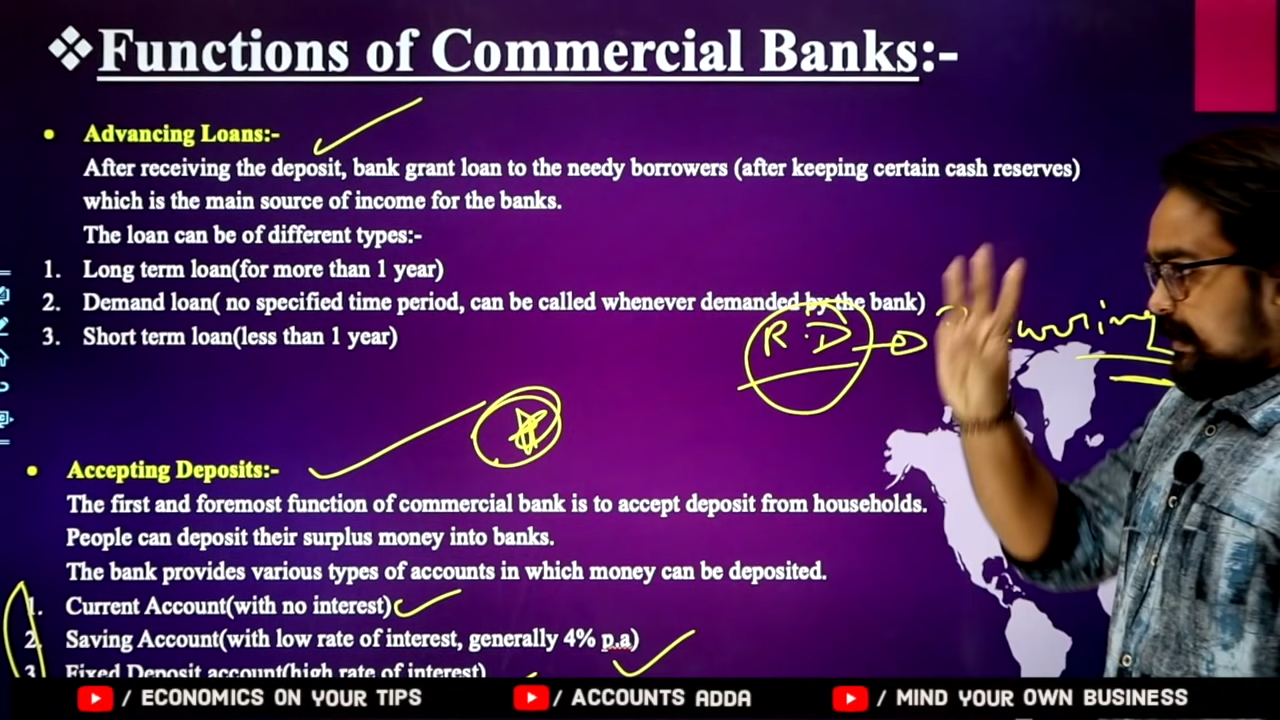 ❖Functions of Commercial Banks:-
• Advancing Loans:-
After receiving the deposit, bank grant loan to the needy borrowers (after keeping certain cash reserves)
which is the main source of income for the banks.
The loan can be of different types:-
1. Long term loan(for more than 1 year)
2. Demand loan( no specified time period, can be called whenever demanded by the bank)
3. Short term loan(less than 1 year)
R.D
• Accepting Deposits:-
The first and foremost function of commercial bank is to accept deposit from households.
People can deposit their surplus money into banks.
The bank provides various types of accounts in which money can be deposited.
1. Current Account(with no interest)
2. Saving Account(with low rate of interest, generally 4% p.a)
3. Fixed Deposit account(high rate of interest)
/ ECONOMICS ON YOUR TIPS / ACCOUNTS ADDA / MIND YOUR OWN BUSINESS